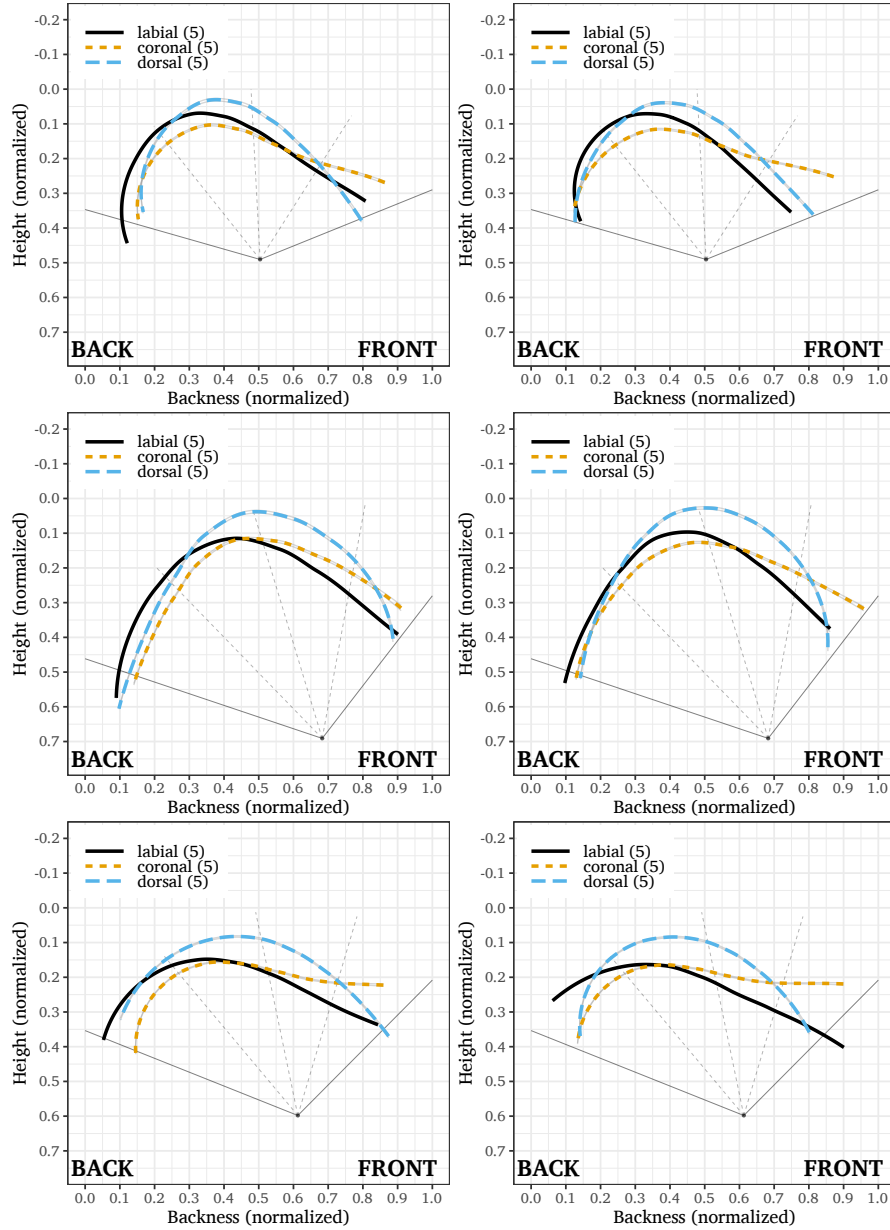 labial (5)
coronal (5)
dorsal (5)
Height (normalized)
-0.2
-0.1
0.0
0.1
0.2
0.3
0.4
0.5
0.6
0.7
BACK FRONT
0.0 0.1 0.2 0.3 0.4 0.5 0.6 0.7 0.8 0.9 1.0
Backness (normalized)
labial (5)
coronal (5)
dorsal (5)
Height (normalized)
-0.2
-0.1
0.0
0.1
0.2
0.3
0.4
0.5
0.6
0.7
BACK FRONT
0.0 0.1 0.2 0.3 0.4 0.5 0.6 0.7 0.8 0.9 1.0
Backness (normalized)
labial (5)
coronal (5)
dorsal (5)
Height (normalized)
-0.2
-0.1
0.0
0.1
0.2
0.3
0.4
0.5
0.6
0.7
BACK FRONT
0.0 0.1 0.2 0.3 0.4 0.5 0.6 0.7 0.8 0.9 1.0
Backness (normalized)
labial (5)
coronal (5)
dorsal (5)
Height (normalized)
-0.2
-0.1
0.0
0.1
0.2
0.3
0.4
0.5
0.6
0.7
BACK FRONT
0.0 0.1 0.2 0.3 0.4 0.5 0.6 0.7 0.8 0.9 1.0
Backness (normalized)
labial (5)
coronal (5)
dorsal (5)
Height (normalized)
-0.2
-0.1
0.0
0.1
0.2
0.3
0.4
0.5
0.6
0.7
BACK FRONT
0.0 0.1 0.2 0.3 0.4 0.5 0.6 0.7 0.8 0.9 1.0
Backness (normalized)
labial (5)
coronal (5)
dorsal (5)
Height (normalized)
-0.2
-0.1
0.0
0.1
0.2
0.3
0.4
0.5
0.6
0.7
BACK FRONT
0.0 0.1 0.2 0.3 0.4 0.5 0.6 0.7 0.8 0.9 1.0
Backness (normalized)